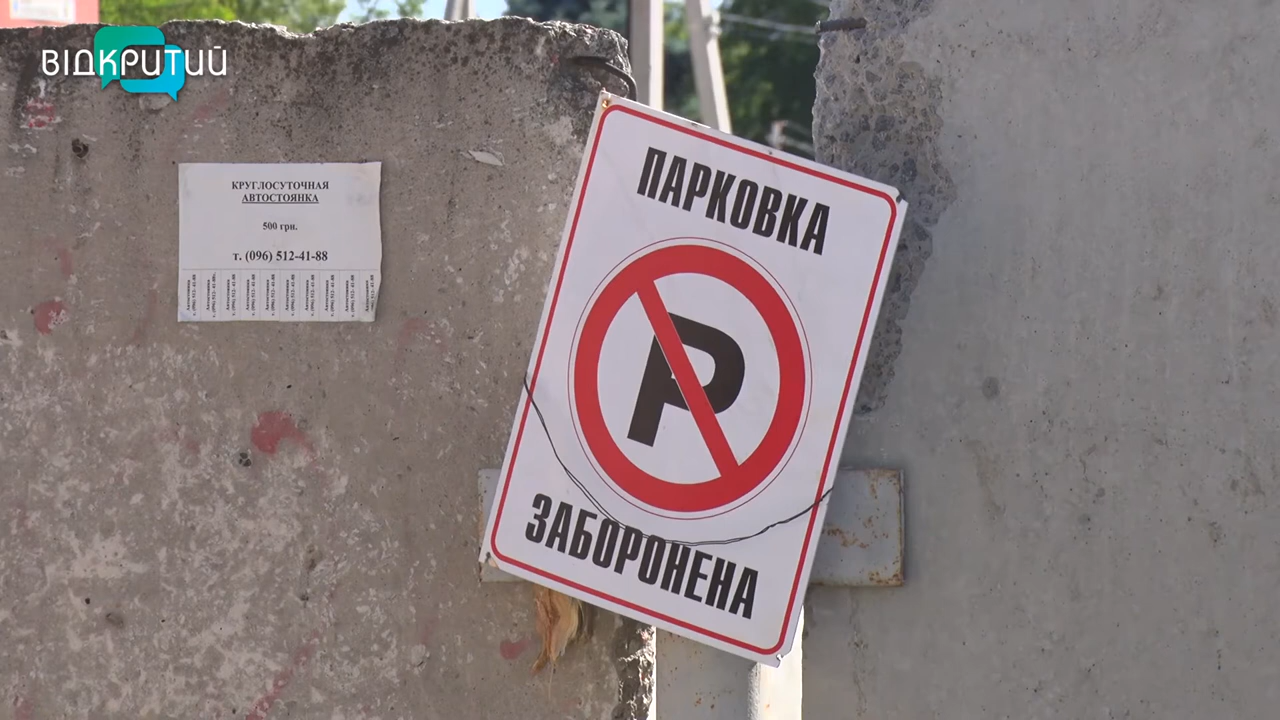 ВІДКРИТИЙ
КРУГЛОСУТОЧНАЯ
АВТОСТОЯНКА
500 грн.
т. (096) 512-41-88
ПАРКОВКА
P
ЗАБОРОНЕНА